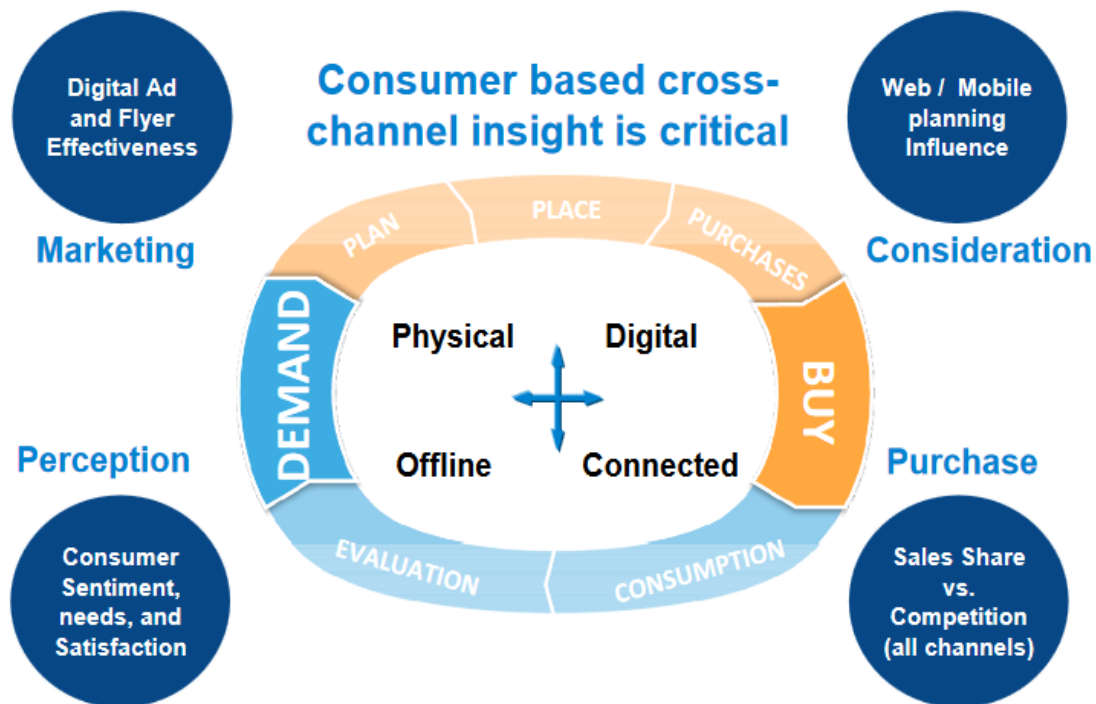 Digital Ad
and Flyer
Effectiveness
Marketing
Consumer based cross-
channel insight is critical
Web /  Mobile
planning
Influence
Consideration
PLAN
PLACE
PURCHASES
DEMAND
BUY
Physical
Digital
Offline
Connected
EVALUATION
CONSUMPTION
Perception
Consumer
Sentiment,
needs, and
Satisfaction
Purchase
Sales Share
vs.
Competition
(all channels)